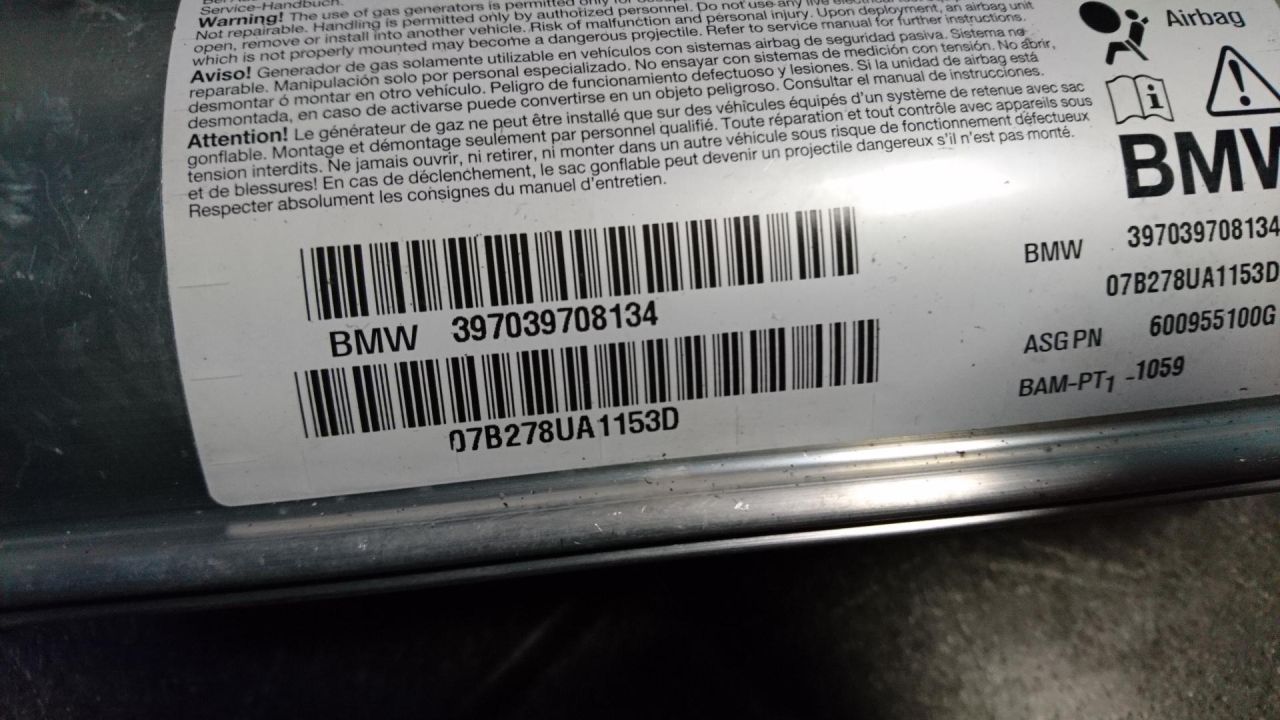 Service-Handbuch.
Warning! The use of gas generators is permitted only for
Not repairable. Handling is permitted only by authorized personnel. Do not use any live
open, remove or install into another vehicle. Risk of malfunction and personal injury. Upon deployment, an airbag unit
which is not properly mounted may become a dangerous projectile. Refer to service manual for further instructions.
Aviso! Generador de gas solamente utilizable en vehículos con sistemas airbag de seguridad pasiva. Sistema no
reparable. Manipulación solo por personal especializado. No ensayar con sistemas de medición con tensión. No abrir,
desmontar ó montar en otro vehículo. Peligro de funcionamiento defectuoso y lesiones. Si la unidad de airbag está
desmontada, en caso de activarse puede convertirse en un objeto peligroso. Consultar el manual de instrucciones.
Attention! Le générateur de gaz ne peut être installé que sur des véhicules équipés d'un système de retenue avec sac
gonflable. Montage et démontage seulement par personnel qualifié. Toute réparation et tout contrôle avec appareils sous
tension interdits. Ne jamais ouvrir, ni retirer, ni monter dans un autre véhicule sous risque de fonctionnement défectueux
et de blessures! En cas de déclenchement, le sac gonflable peut devenir un projectile dangereux s'il n'est pas monté.
Respecter absolument les consignes du manuel d'entretien.
Airbag
i
BMW
BMW 397039708134
07B278UA1153D
BMW 397039708134
07B278UA1153D
ASG PN 600955100G
BAM-PT1 -1059